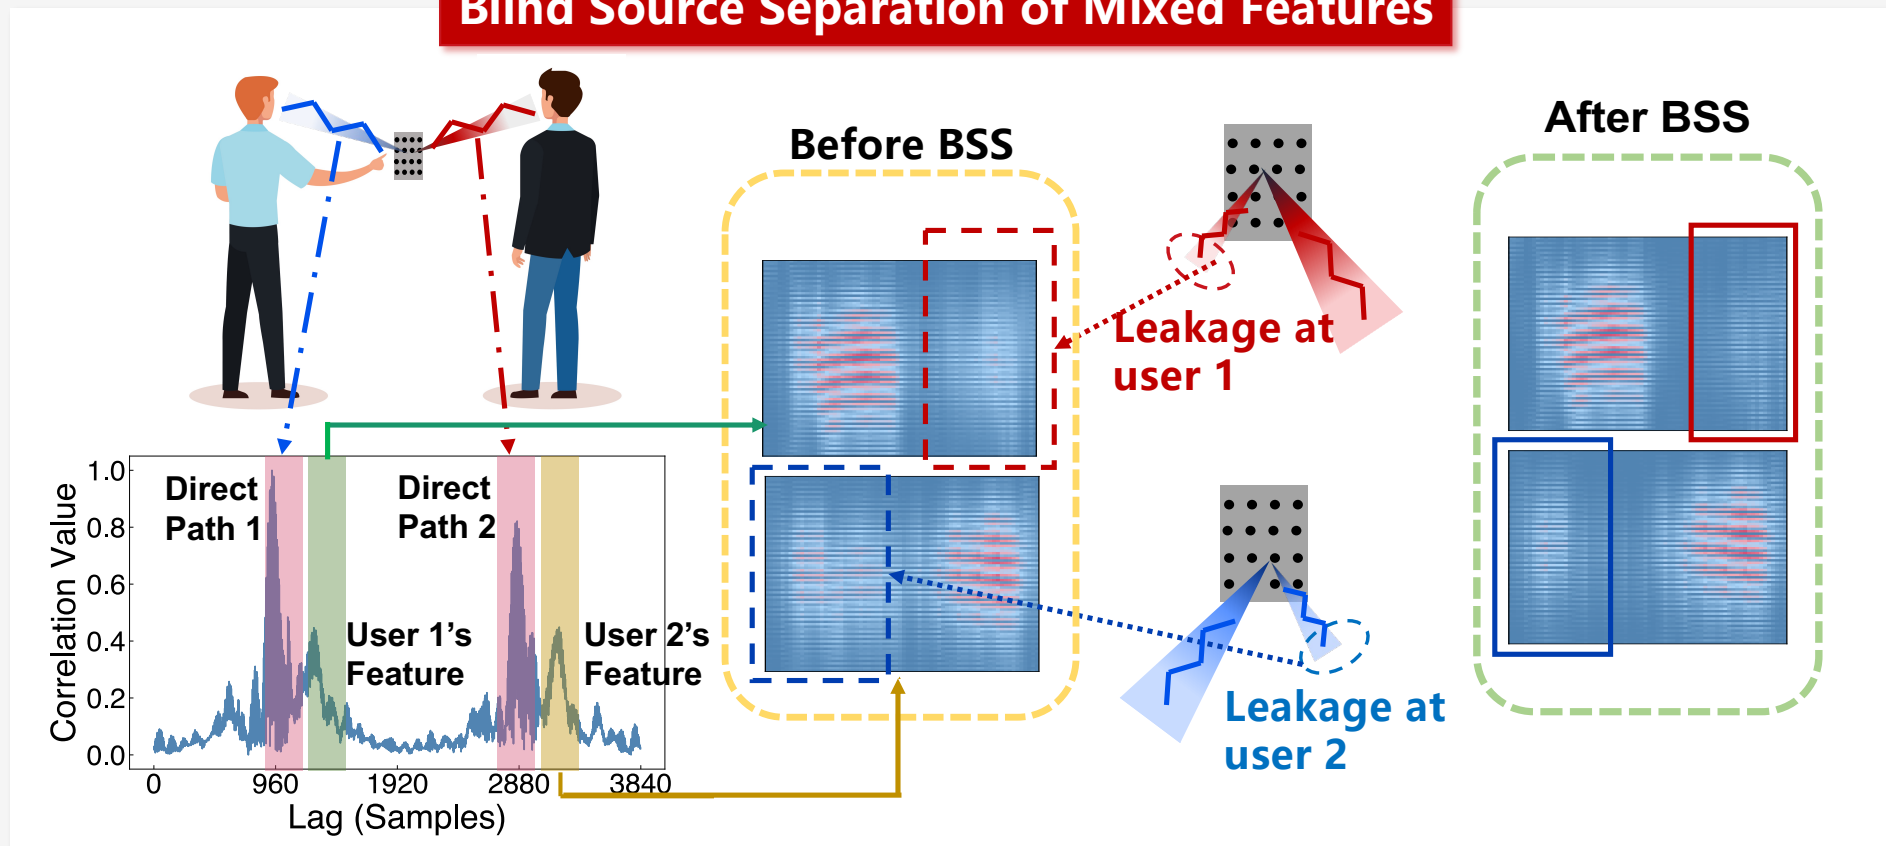 Blind Source Separation of Mixed Features
Before BSS
After BSS
Leakage at
user 1
Leakage at
user 2
Direct
Path 1
Direct
Path 2
User 1's
Feature
User 2's
Feature
Correlation Value
1.0
0.8
0.6
0.4
0.2
0.0
0 960 1920 2880 3840
Lag (Samples)